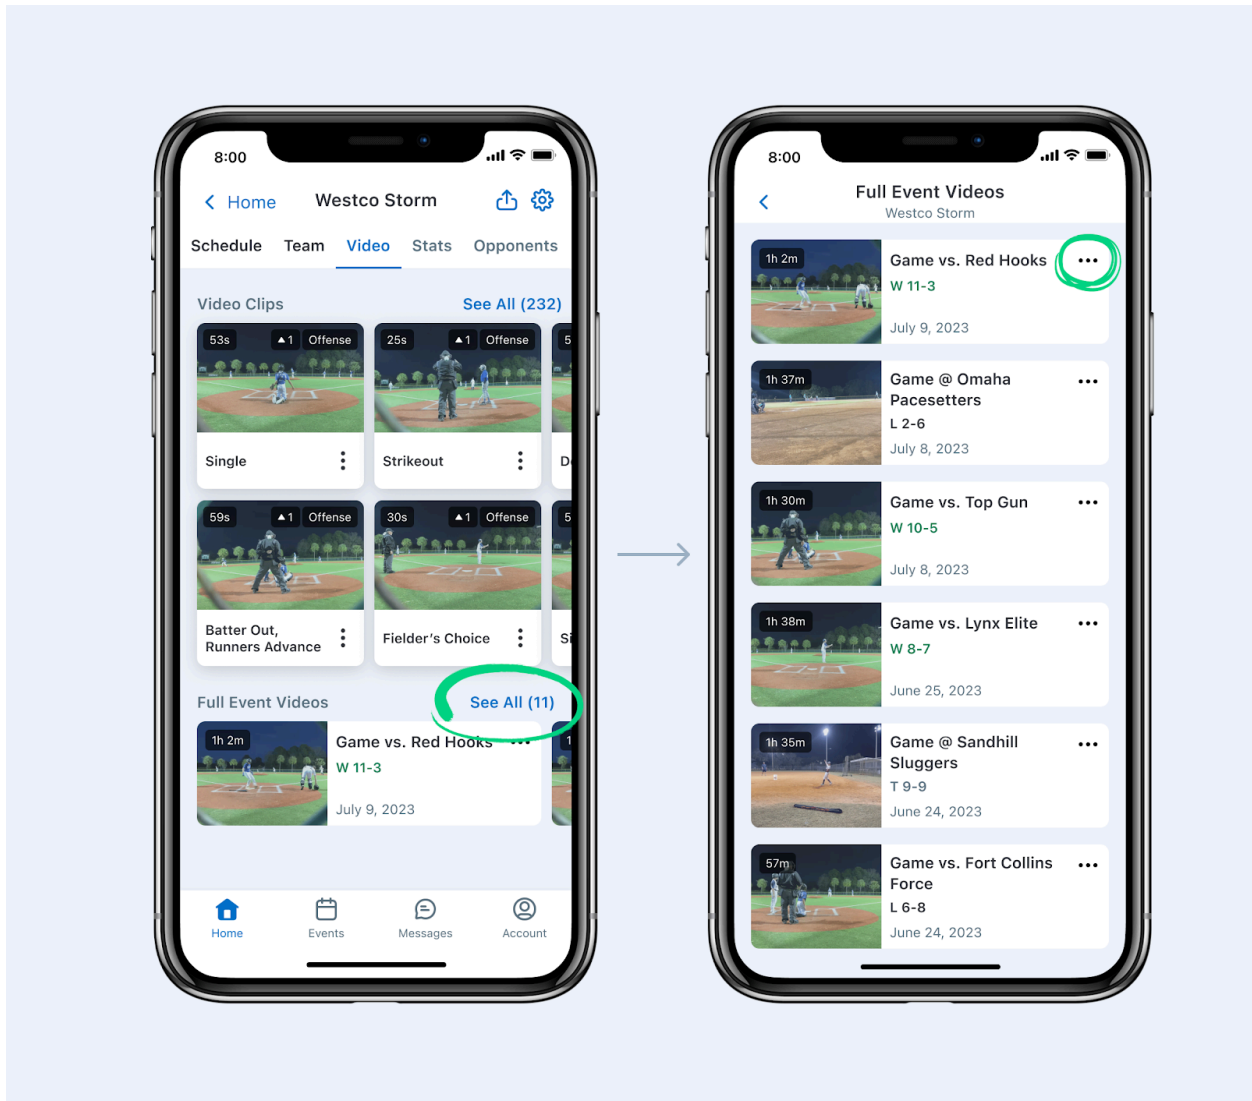 8:00
Home
Westco Storm
Schedule Team Video Stats Opponents
Video Clips
See All (232)
53s
1
Offense
25s
1
Offense
5
Single
Strikeout
D
59s
1
Offense
30s
1
Offense
5
Batter Out,
Runners Advance
Fielder's Choice
Si
Full Event Videos
See All (11)
1h 2m
Game vs. Red Hooks
W 11-3
July 9, 2023
1
Home
Events
Messages
Account
8:00
Full Event Videos
Westco Storm
1h 2m
Game vs. Red Hooks
W 11-3
July 9, 2023
1h 37m
Game @ Omaha
Pacesetters
L 2-6
July 8, 2023
1h 30m
Game vs. Top Gun
W 10-5
July 8, 2023
1h 38m
Game vs. Lynx Elite
W 8-7
June 25, 2023
1h 35m
Game @ Sandhill
Sluggers
T 9-9
June 24, 2023
57m
Game vs. Fort Collins
Force
L 6-8
June 24, 2023